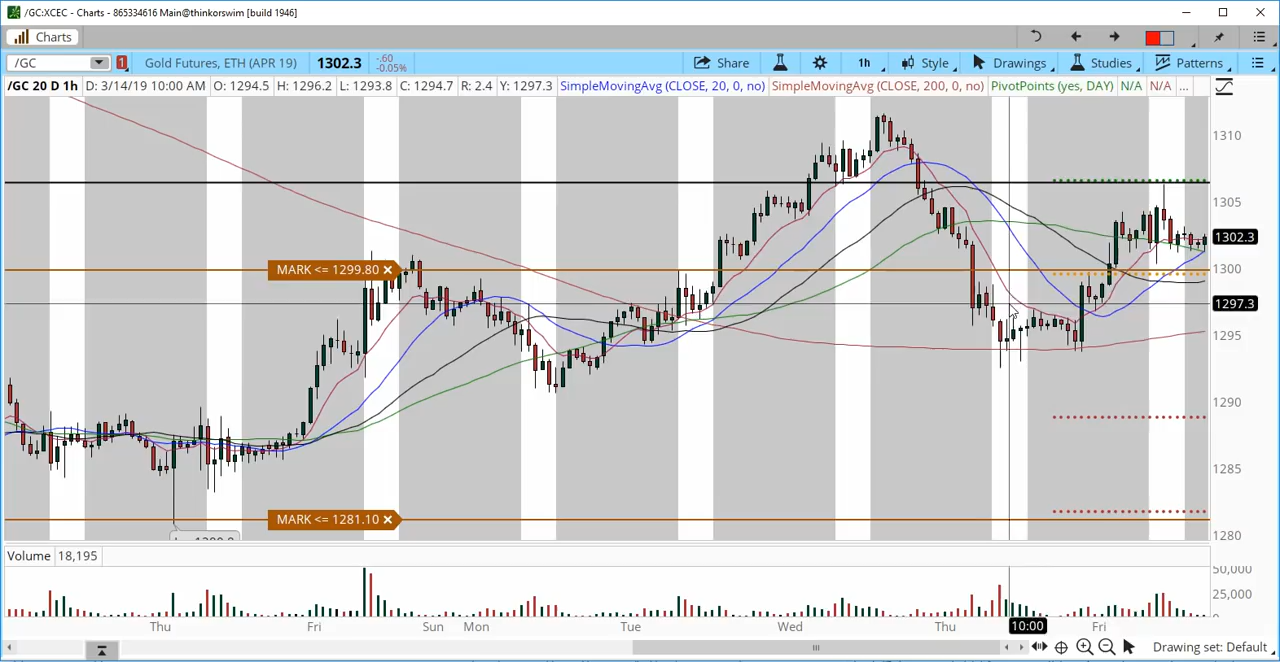 /GC:XCEC - Charts - 865334616 Main@thinkorswim [build 1946]
Charts
/GC 1 Gold Futures, ETH (APR 19) 1302.3 -.60 -0.05% Share 1h Style Drawings Studies Patterns
/GC 20 D 1h D: 3/14/19 10:00 AM O: 1294.5 H: 1296.2 L: 1293.8 C: 1294.7 R: 2.4 Y: 1297.3 SimpleMovingAvg (CLOSE, 20, 0, no) SimpleMovingAvg (CLOSE, 200, 0, no) PivotPoints (yes, DAY) N/A N/A ...
1310
1305
1302.3
MARK <= 1299.80
1300
1297.3
1295
1290
1285
MARK <= 1281.10
1280
Volume 18,195
50,000
25,000
Thu Fri Sun Mon Tue Wed Thu 10:00 Fri
Drawing set: Default